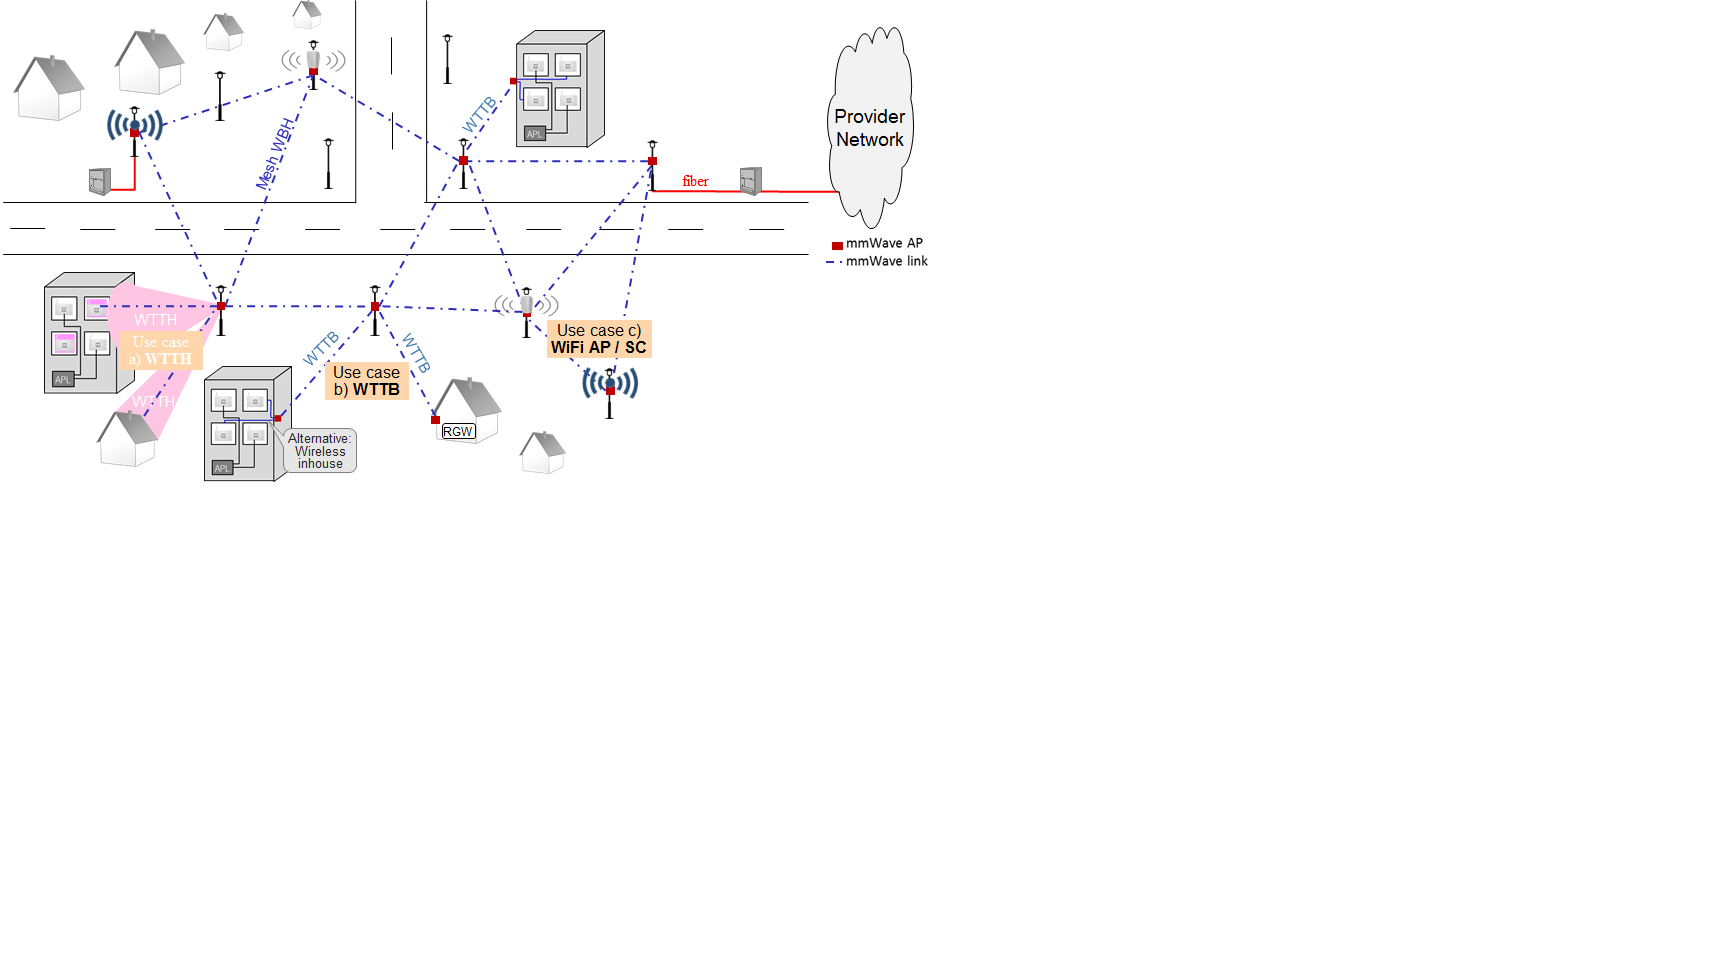 WTTB
APL
Provider
Network
Mesh WBH
fiber
mmWave AP
mmWave link
WTTH
Use case
a) WTTH
APL
WTTH
WTTB
Use case
b) WTTB
WTTB
Use case c)
WiFi AP / SC
RGW
Alternative:
Wireless
inhouse
APL